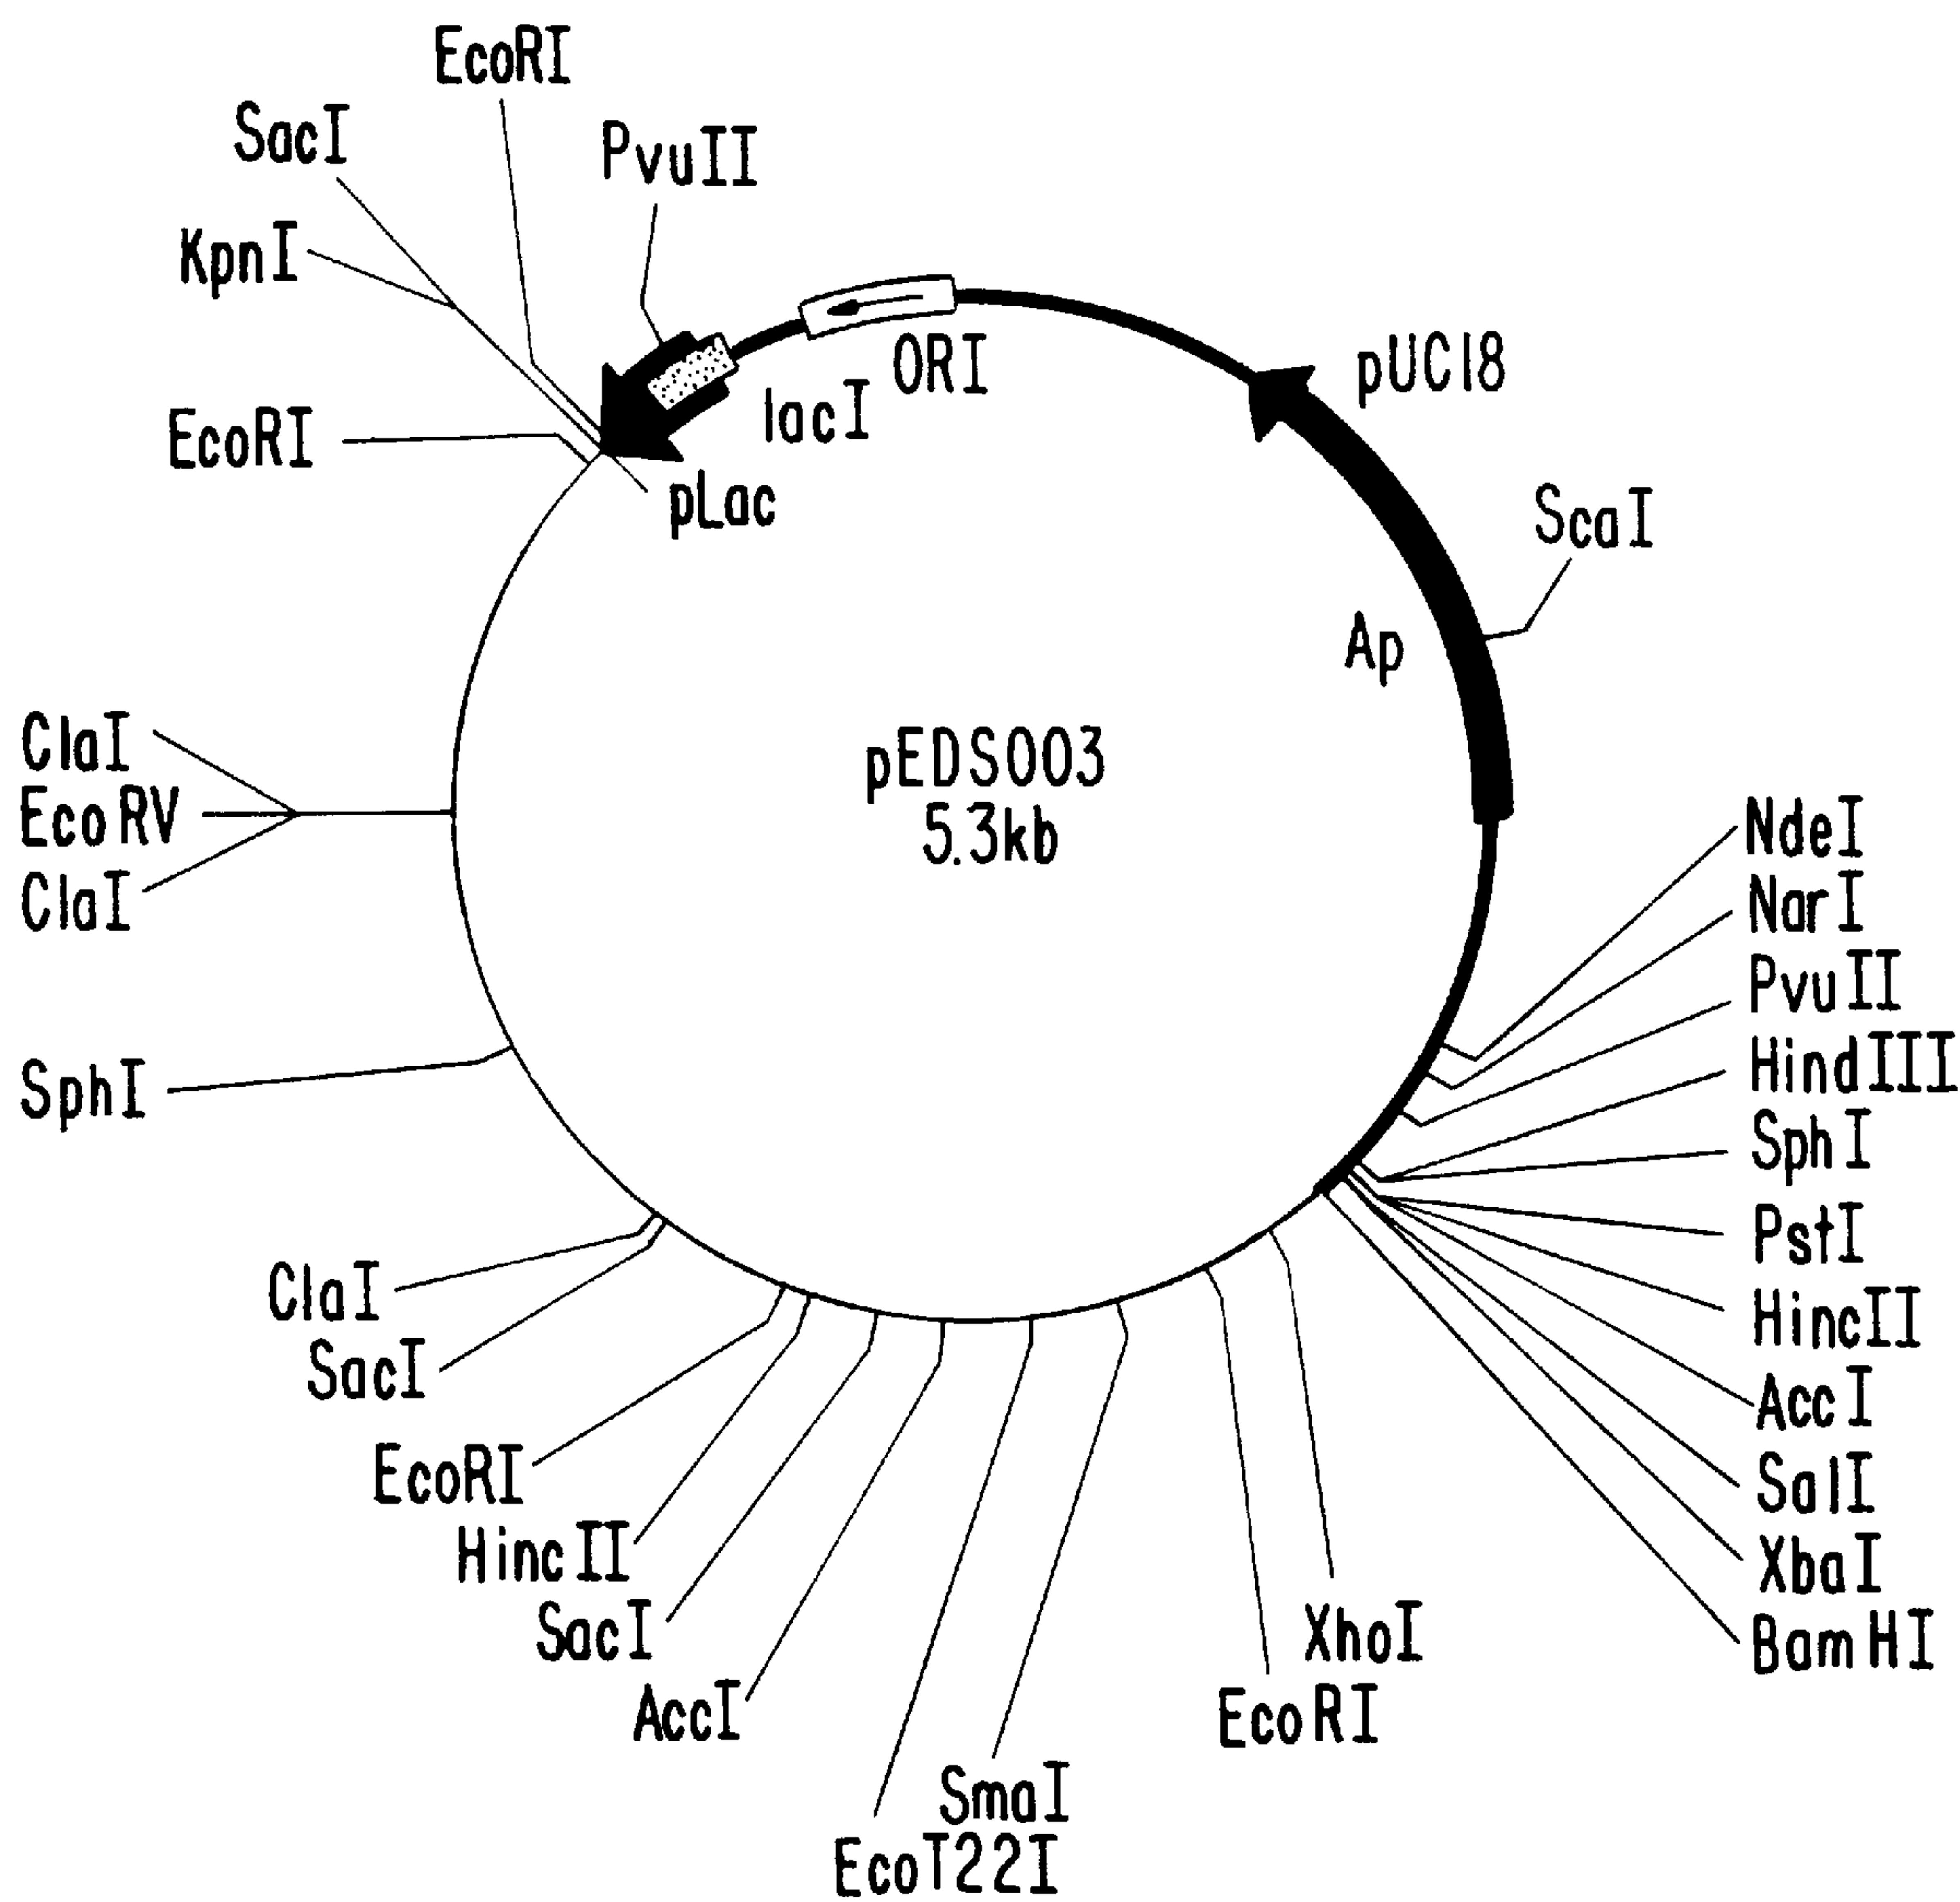 EcoRI
SacI
PvuII
KpnI
ORI
pUC18
lacI
EcoRI
pLac
ScaI
Ap
ClaI
EcoRV
ClaI
pEDS003
5.3kb
NdeI
NarI
PvuII
HindIII
SphI
SphI
PstI
HincII
AccI
SalI
XbaI
BamHI
ClaI
SacI
EcoRI
HincII
SacI
AccI
XhoI
EcoRI
SmaI
EcoT22I